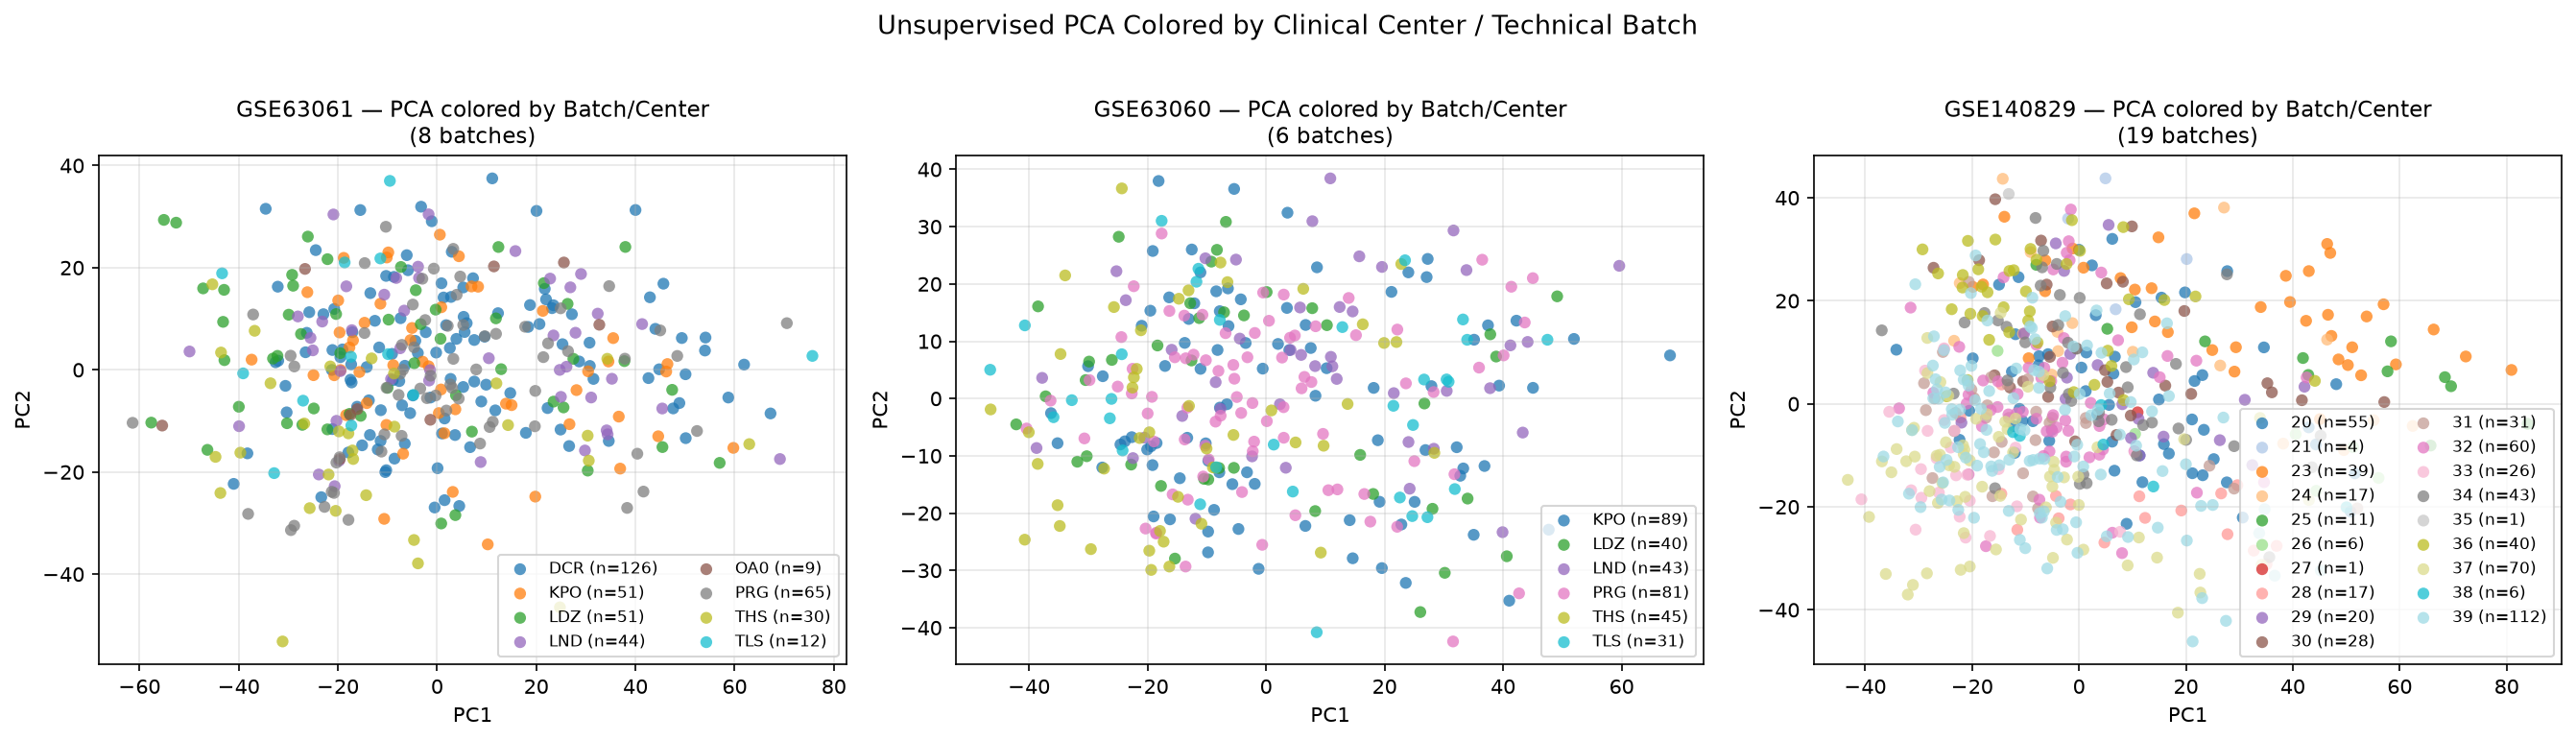 Unsupervised PCA Colored by Clinical Center / Technical Batch
GSE63061 — PCA colored by Batch/Center
(8 batches)
40
20
0
−20
−40
PC2
−60
−40
−20
0
20
40
60
80
PC1
DCR (n=126)
KPO (n=51)
LDZ (n=51)
LND (n=44)
OA0 (n=9)
PRG (n=65)
THS (n=30)
TLS (n=12)
GSE63060 — PCA colored by Batch/Center
(6 batches)
40
30
20
10
0
−10
−20
−30
−40
PC2
−40
−20
0
20
40
60
PC1
KPO (n=89)
LDZ (n=40)
LND (n=43)
PRG (n=81)
THS (n=45)
TLS (n=31)
GSE140829 — PCA colored by Batch/Center
(19 batches)
40
20
0
−20
−40
PC2
−40
−20
0
20
40
60
80
PC1
20 (n=55)
21 (n=4)
23 (n=39)
24 (n=17)
25 (n=11)
26 (n=6)
27 (n=1)
28 (n=17)
29 (n=20)
30 (n=28)
31 (n=31)
32 (n=60)
33 (n=26)
34 (n=43)
35 (n=1)
36 (n=40)
37 (n=70)
38 (n=6)
39 (n=112)